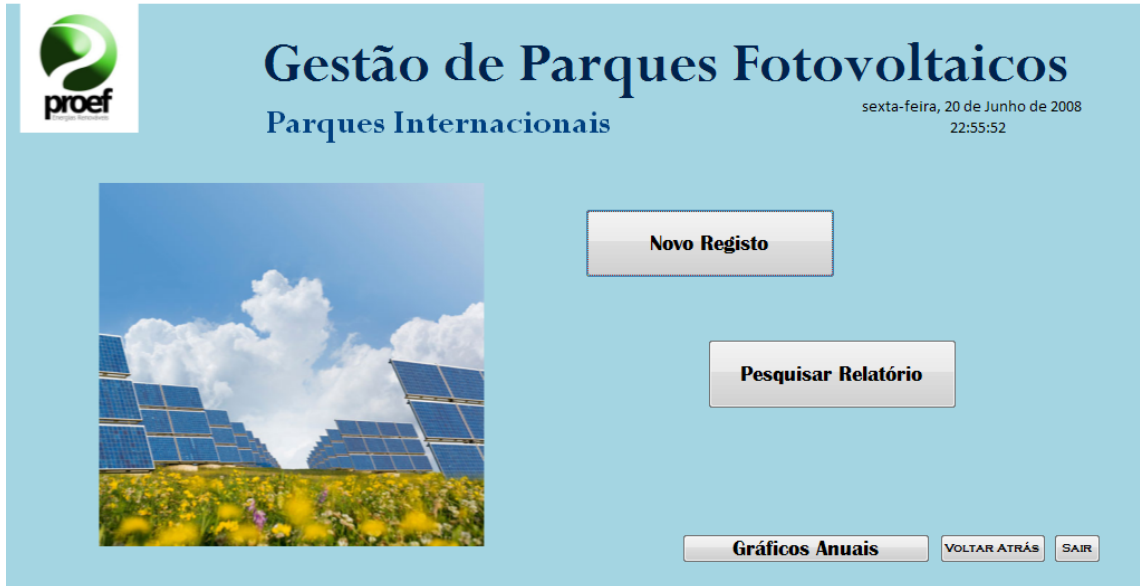 proef
Energias Renováveis
Gestão de Parques Fotovoltaicos
Parques Internacionais
sexta-feira, 20 de Junho de 2008
22:55:52
Novo Registo
Pesquisar Relatório
Gráficos Anuais
VOLTAR ATRÁS
SAIR